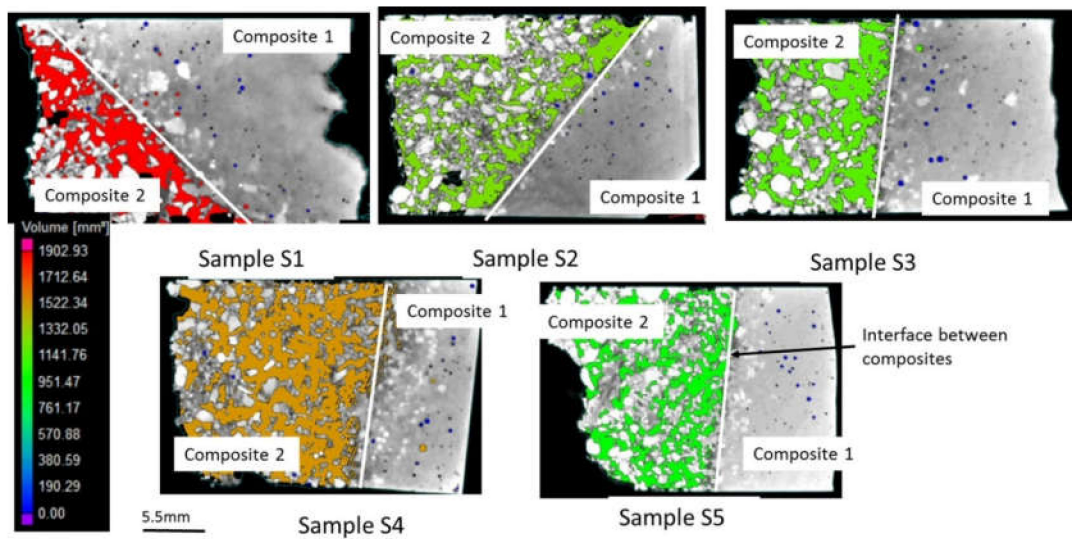 Composite 1
Composite 2
Composite 2
Composite 1
Composite 2
Composite 1
Volume [mm³]
1902.93
1712.64
1522.34
1332.05
1141.76
951.47
761.17
570.88
380.59
190.29
0.00
Sample S1
Sample S2
Sample S3
Composite 1
Composite 2
Composite 2
Composite 1
Interface between
composites
5.5mm
Sample S4
Sample S5